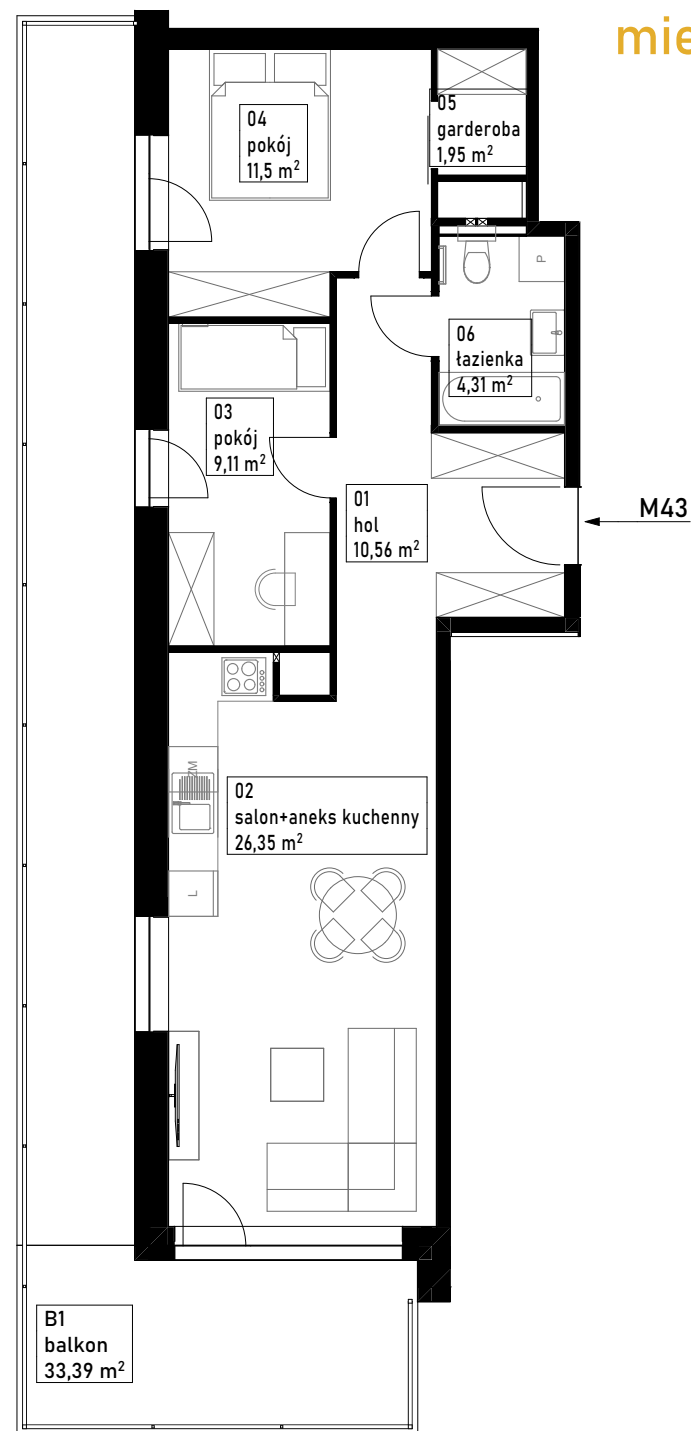 mie
05
garderoba
1,95 m²
04
pokój
11,5 m²
P
06
łazienka
4,31 m²
03
pokój
9,11 m²
01
hol
10,56 m²
M43
ZM
02
salon+aneks kuchenny
26,35 m²
L
B1
balkon
33,39 m²